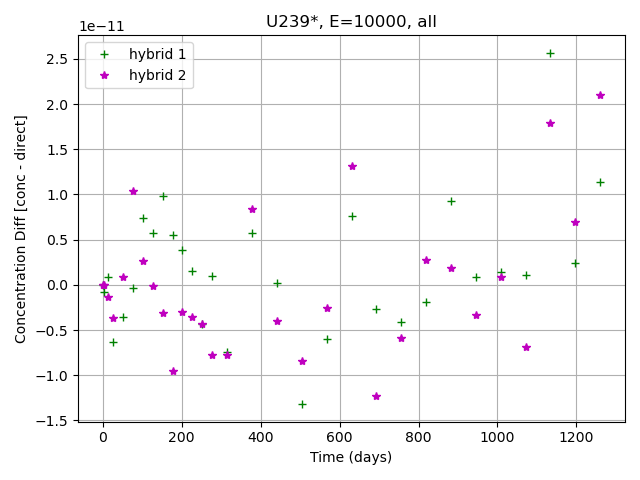 U239*, E=10000, all
1e−11
hybrid 1
hybrid 2
2.5
2.0
1.5
1.0
0.5
0.0
−0.5
−1.0
−1.5
Concentration Diff [conc - direct]
0 200 400 600 800 1000 1200
Time (days)